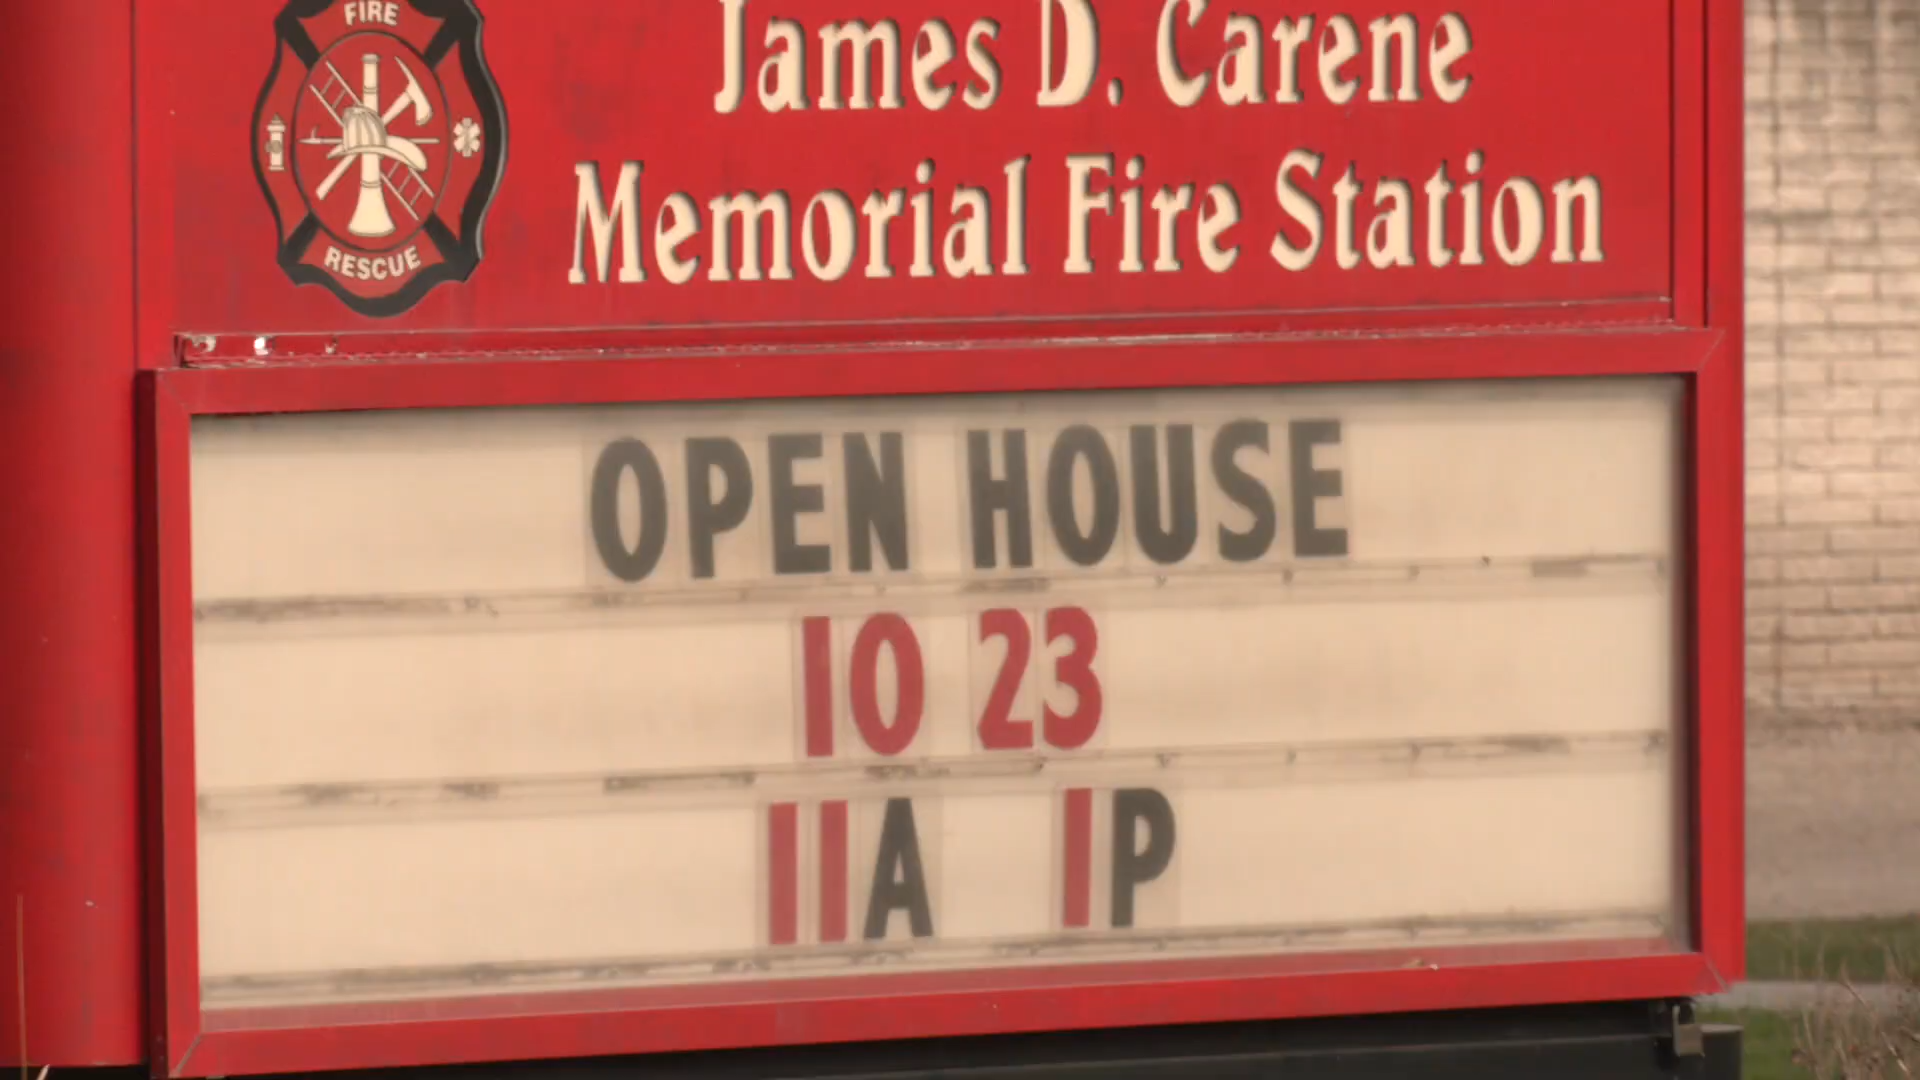 FIRE
RESCUE
James D. Carene
Memorial Fire Station
OPEN HOUSE
10 23
11A 1P